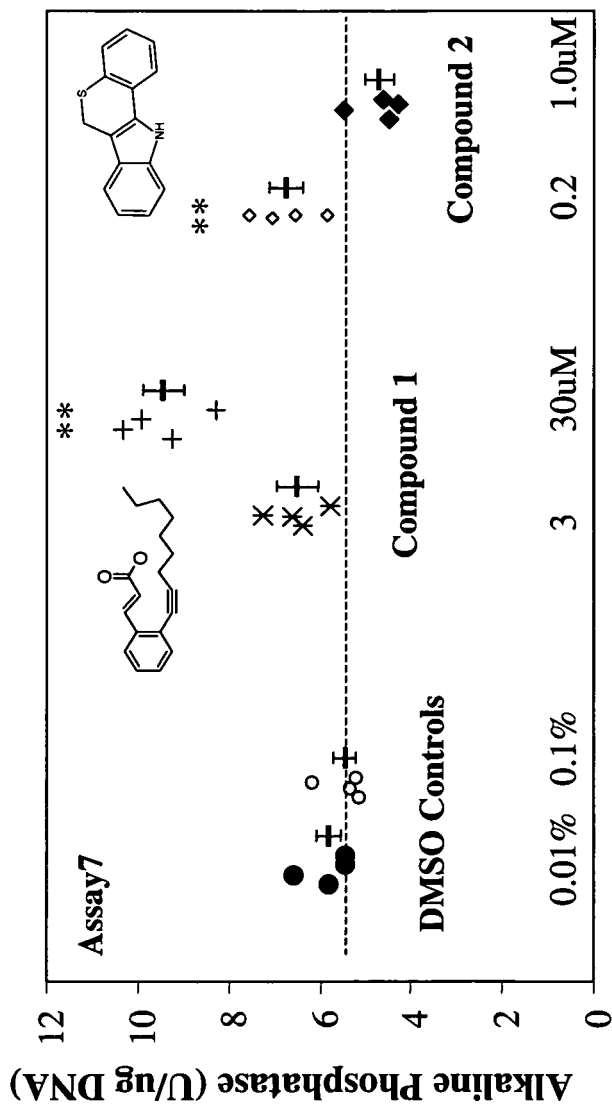 Assay7
Alkaline Phosphatase (U/ug DNA)
12
10
8
6
4
2
0
O
O
S
NH
**
**
DMSO Controls
Compound 1
Compound 2
0.01% 0.1% 3 30uM 0.2 1.0uM